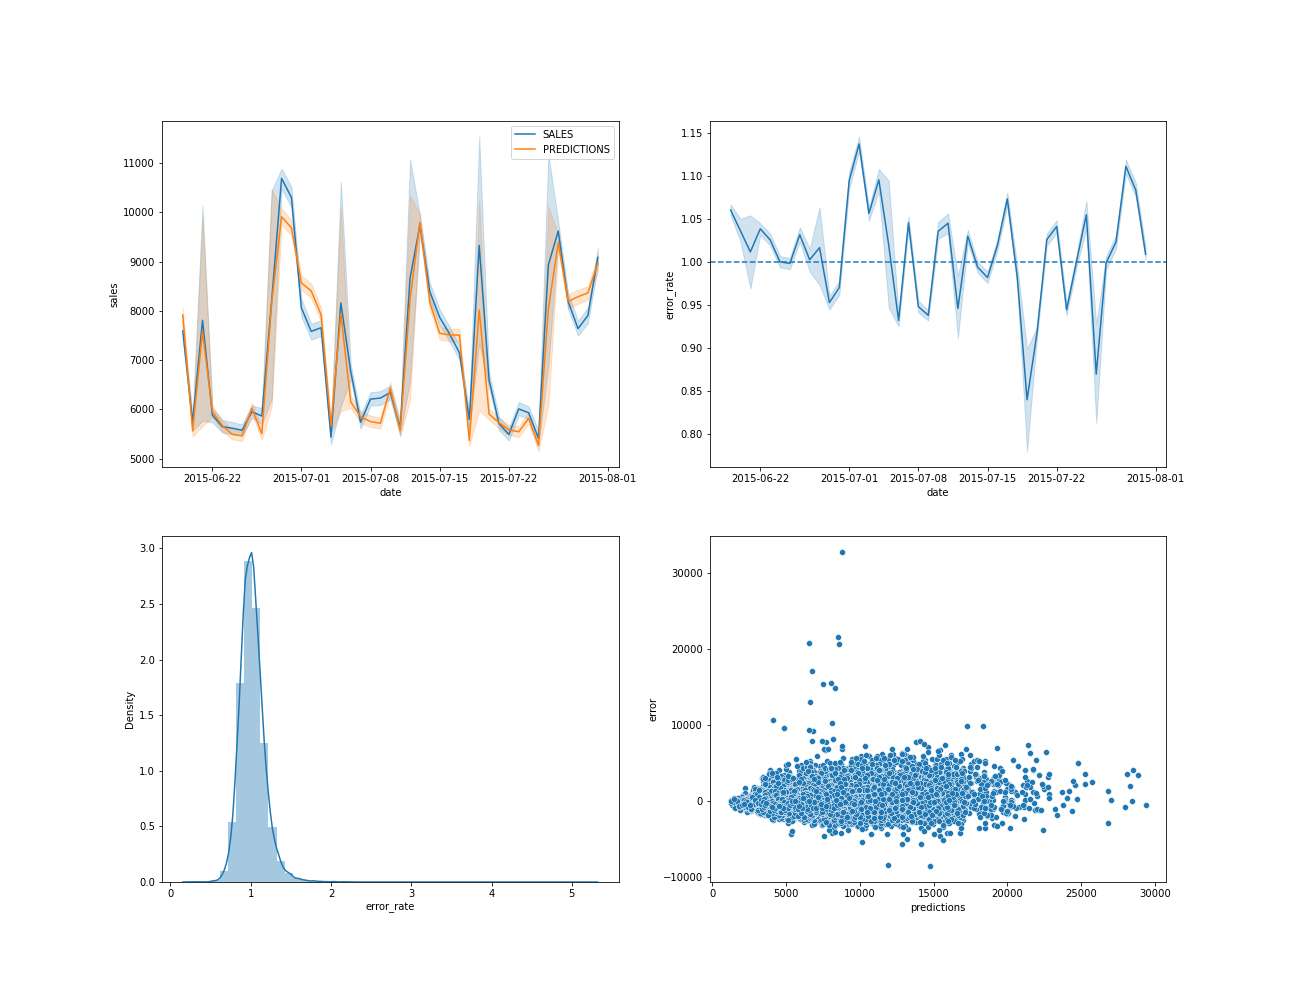 SALES
PREDICTIONS
11000
10000
9000
8000
7000
6000
5000
sales
2015-06-22 2015-07-01 2015-07-08 2015-07-15 2015-07-22 2015-08-01
date
1.15
1.10
1.05
1.00
0.95
0.90
0.85
0.80
error_rate
2015-06-22 2015-07-01 2015-07-08 2015-07-15 2015-07-22 2015-08-01
date
3.0
2.5
2.0
1.5
1.0
0.5
0.0
Density
0 1 2 3 4 5
error_rate
30000
20000
10000
0
−10000
error
0 5000 10000 15000 20000 25000 30000
predictions